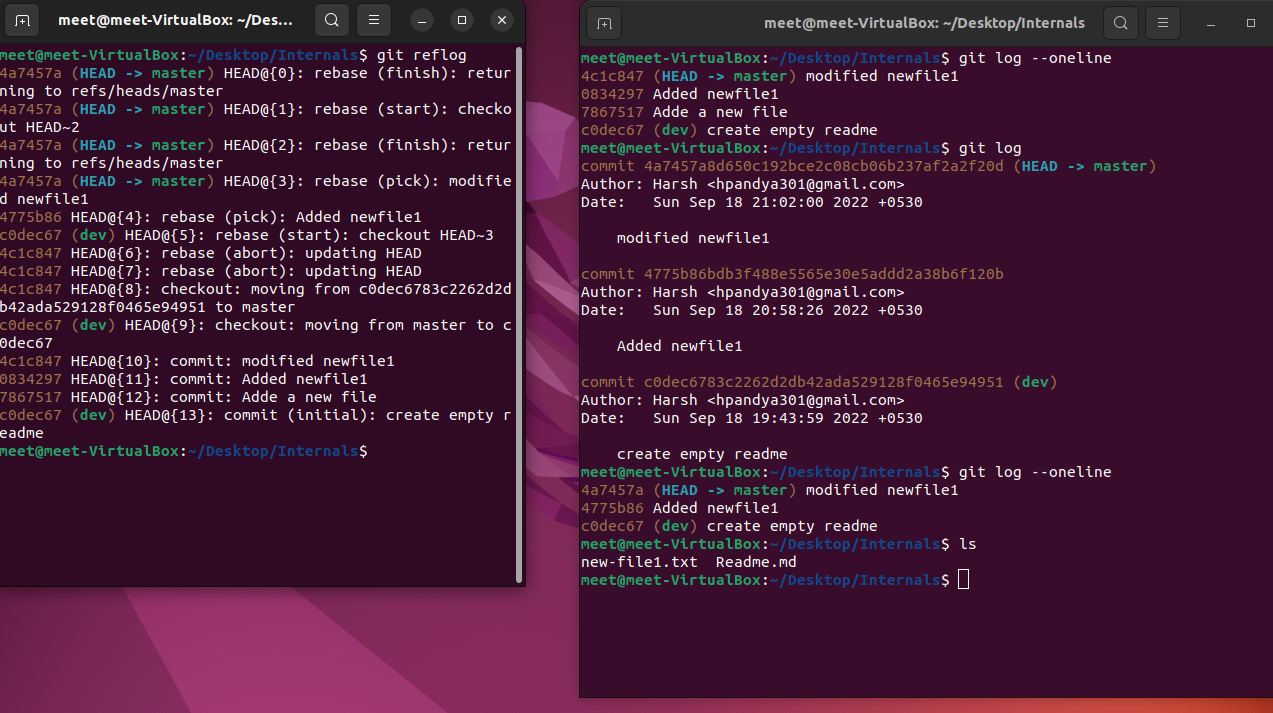 meet@meet-VirtualBox: ~/Des...
meet@meet-VirtualBox:~/Desktop/Internals$ git reflog
4a7457a (HEAD -> master) HEAD@{0}: rebase (finish): retur
ning to refs/heads/master
4a7457a (HEAD -> master) HEAD@{1}: rebase (start): checko
ut HEAD~2
4a7457a (HEAD -> master) HEAD@{2}: rebase (finish): retur
ning to refs/heads/master
4a7457a (HEAD -> master) HEAD@{3}: rebase (pick): modifie
d newfile1
4775b86 HEAD@{4}: rebase (pick): Added newfile1
c0dec67 (dev) HEAD@{5}: rebase (start): checkout HEAD~3
4c1c847 HEAD@{6}: rebase (abort): updating HEAD
4c1c847 HEAD@{7}: rebase (abort): updating HEAD
4c1c847 HEAD@{8}: checkout: moving from c0dec6783c2262d2d
b42ada529128f0465e94951 to master
c0dec67 (dev) HEAD@{9}: checkout: moving from master to c
0dec67
4c1c847 HEAD@{10}: commit: modified newfile1
0834297 HEAD@{11}: commit: Added newfile1
7867517 HEAD@{12}: commit: Adde a new file
c0dec67 (dev) HEAD@{13}: commit (initial): create empty r
eadme
meet@meet-VirtualBox:~/Desktop/Internals$
meet@meet-VirtualBox: ~/Desktop/Internals
meet@meet-VirtualBox:~/Desktop/Internals$ git log --oneline
4c1c847 (HEAD -> master) modified newfile1
0834297 Added newfile1
7867517 Adde a new file
c0dec67 (dev) create empty readme
meet@meet-VirtualBox:~/Desktop/Internals$ git log
commit 4a7457a8d650c192bce2c08cb06b237af2a2f20d (HEAD -> master)
Author: Harsh <hpandya301@gmail.com>
Date:   Sun Sep 18 21:02:00 2022 +0530
modified newfile1
commit 4775b86bdb3f488e5565e30e5addd2a38b6f120b
Author: Harsh <hpandya301@gmail.com>
Date:   Sun Sep 18 20:58:26 2022 +0530
Added newfile1
commit c0dec6783c2262d2db42ada529128f0465e94951 (dev)
Author: Harsh <hpandya301@gmail.com>
Date:   Sun Sep 18 19:43:59 2022 +0530
create empty readme
meet@meet-VirtualBox:~/Desktop/Internals$ git log --oneline
4a7457a (HEAD -> master) modified newfile1
4775b86 Added newfile1
c0dec67 (dev) create empty readme
meet@meet-VirtualBox:~/Desktop/Internals$ ls
new-file1.txt  Readme.md
meet@meet-VirtualBox:~/Desktop/Internals$